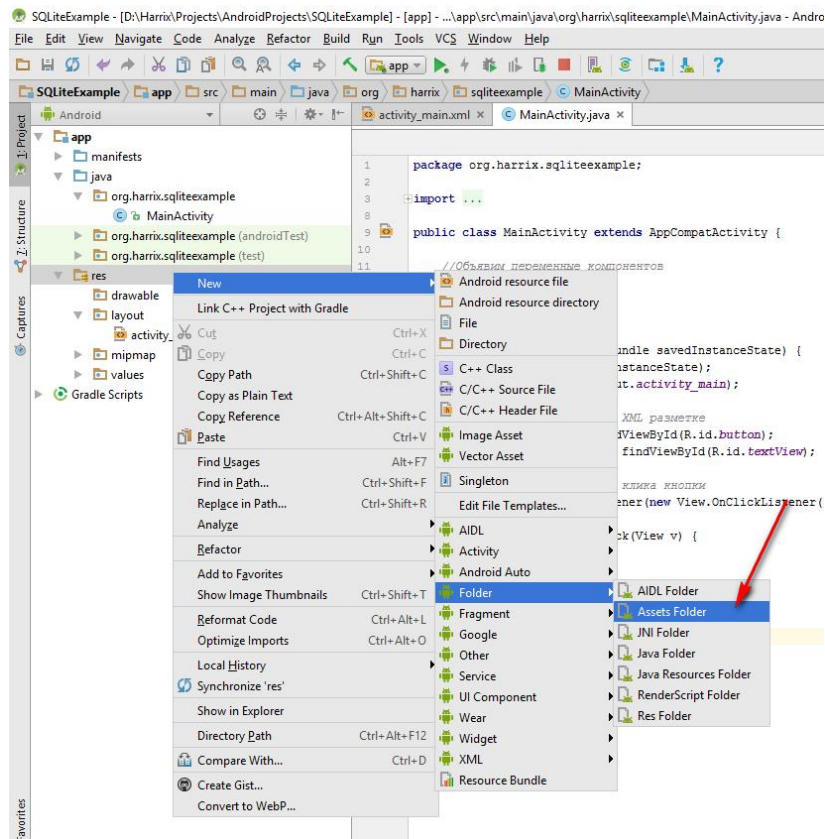 SQLiteExample - [D:\Harrix\Projects\AndroidProjects\SQLiteExample] - [app] - ...\app\src\main\java\org\harrix\sqliteexample\MainActivity.java - Andro
File Edit View Navigate Code Analyze Refactor Build Run Tools VCS Window Help
app
SQLiteExample app src main java org harrix sqliteexample MainActivity
1: Project
Z: Structure
Captures
Favorites
Android
app
manifests
java
org.harrix.sqliteexample
MainActivity
org.harrix.sqliteexample (androidTest)
org.harrix.sqliteexample (test)
res
drawable
layout
activity_
mipmap
values
Gradle Scripts
activity_main.xml × MainActivity.java ×
1 package org.harrix.sqliteexample;
2
3 import ...
8
9 public class MainActivity extends AppCompatActivity {
10
11 //Объявим переменные компонентов
undle savedInstanceState) {
nstanceState);
ut.activity_main);
XML разметке
dViewById(R.id.button);
findViewById(R.id.textView);
клика кнопки
ener(new View.OnClickListener(
ck(View v) {
New
Link C++ Project with Gradle
Cut Ctrl+X
Copy Ctrl+C
Copy Path Ctrl+Shift+C
Copy as Plain Text
Copy Reference Ctrl+Alt+Shift+C
Paste Ctrl+V
Find Usages Alt+F7
Find in Path... Ctrl+Shift+F
Replace in Path... Ctrl+Shift+R
Analyze
Refactor
Add to Favorites
Show Image Thumbnails Ctrl+Shift+T
Reformat Code Ctrl+Alt+L
Optimize Imports Ctrl+Alt+O
Local History
Synchronize 'res'
Show in Explorer
Directory Path Ctrl+Alt+F12
Compare With... Ctrl+D
Create Gist...
Convert to WebP...
Android resource file
Android resource directory
File
Directory
C++ Class
C/C++ Source File
C/C++ Header File
Image Asset
Vector Asset
Singleton
Edit File Templates...
AIDL
Activity
Android Auto
Folder
Fragment
Google
Other
Service
UI Component
Wear
Widget
XML
Resource Bundle
AIDL Folder
Assets Folder
JNI Folder
Java Folder
Java Resources Folder
RenderScript Folder
Res Folder